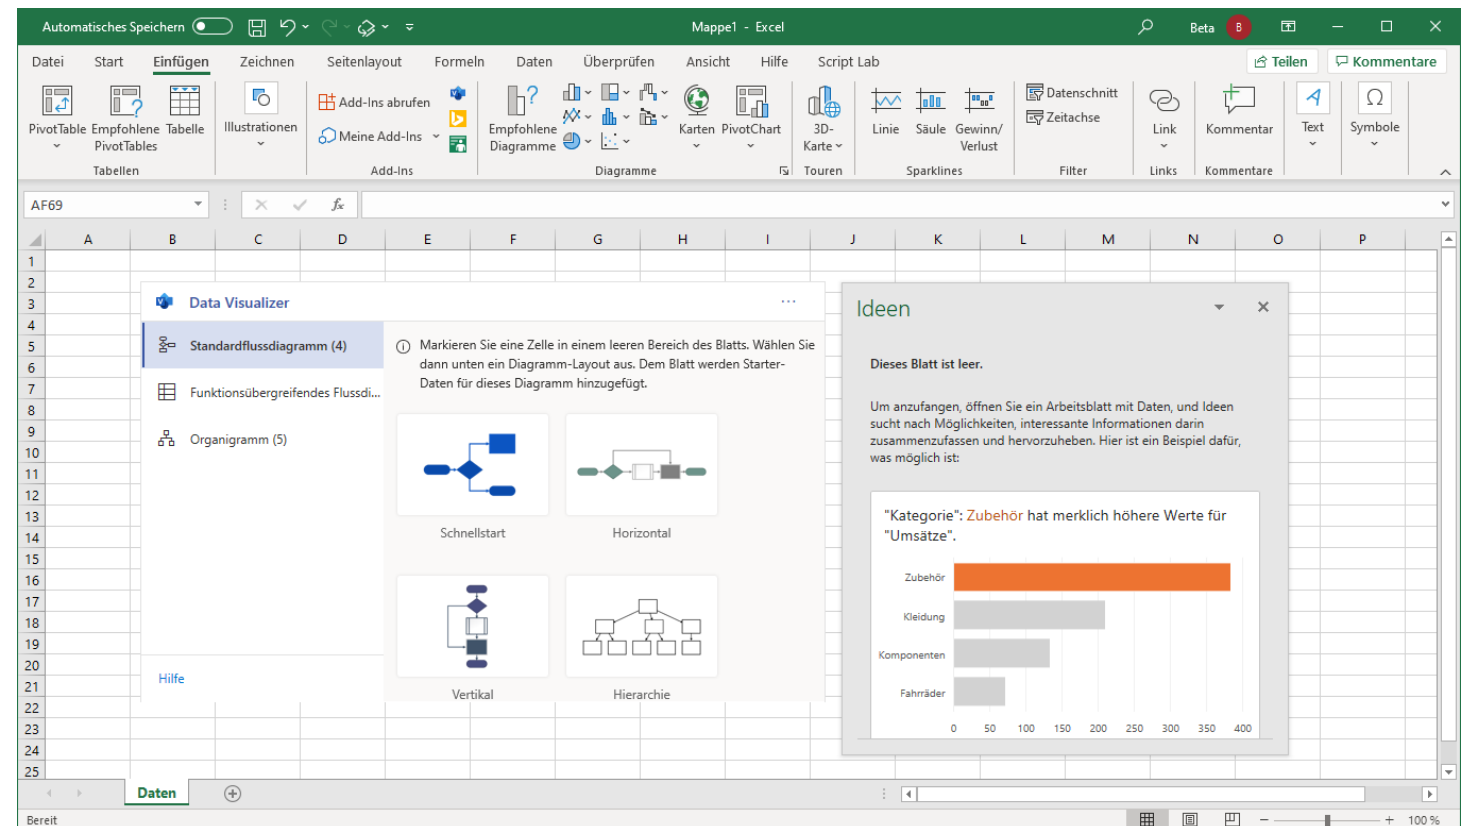 Automatisches Speichern
Mappe1 - Excel
Beta B
Datei Start Einfügen Zeichnen Seitenlayout Formeln Daten Überprüfen Ansicht Hilfe Script Lab
Teilen Kommentare
PivotTable Empfohlene PivotTables Tabelle
Tabellen
Illustrationen
Add-Ins abrufen
Meine Add-Ins
Add-Ins
Empfohlene Diagramme
Karten PivotChart
Diagramme
3D-Karte
Touren
Linie Säule Gewinn/Verlust
Sparklines
Datenschnitt
Zeitachse
Filter
Link
Links
Kommentar
Kommentare
Text
Symbole
AF69
fx
A B C D E F G H I J K L M N O P
1
2
3
4
5
6
7
8
9
10
11
12
13
14
15
16
17
18
19
20
21
22
23
24
25
Data Visualizer
Standardflussdiagramm (4)
Funktionsübergreifendes Flussdi...
Organigramm (5)
Hilfe
Markieren Sie eine Zelle in einem leeren Bereich des Blatts. Wählen Sie
dann unten ein Diagramm-Layout aus. Dem Blatt werden Starter-
Daten für dieses Diagramm hinzugefügt.
Schnellstart
Horizontal
Vertikal
Hierarchie
Ideen
Dieses Blatt ist leer.
Um anzufangen, öffnen Sie ein Arbeitsblatt mit Daten, und Ideen
sucht nach Möglichkeiten, interessante Informationen darin
zusammenzufassen und hervorzuheben. Hier ist ein Beispiel dafür,
was möglich ist:
"Kategorie": Zubehör hat merklich höhere Werte für
"Umsätze".
Zubehör
Kleidung
Komponenten
Fahrräder
0 50 100 150 200 250 300 350 400
Daten
Bereit
100 %